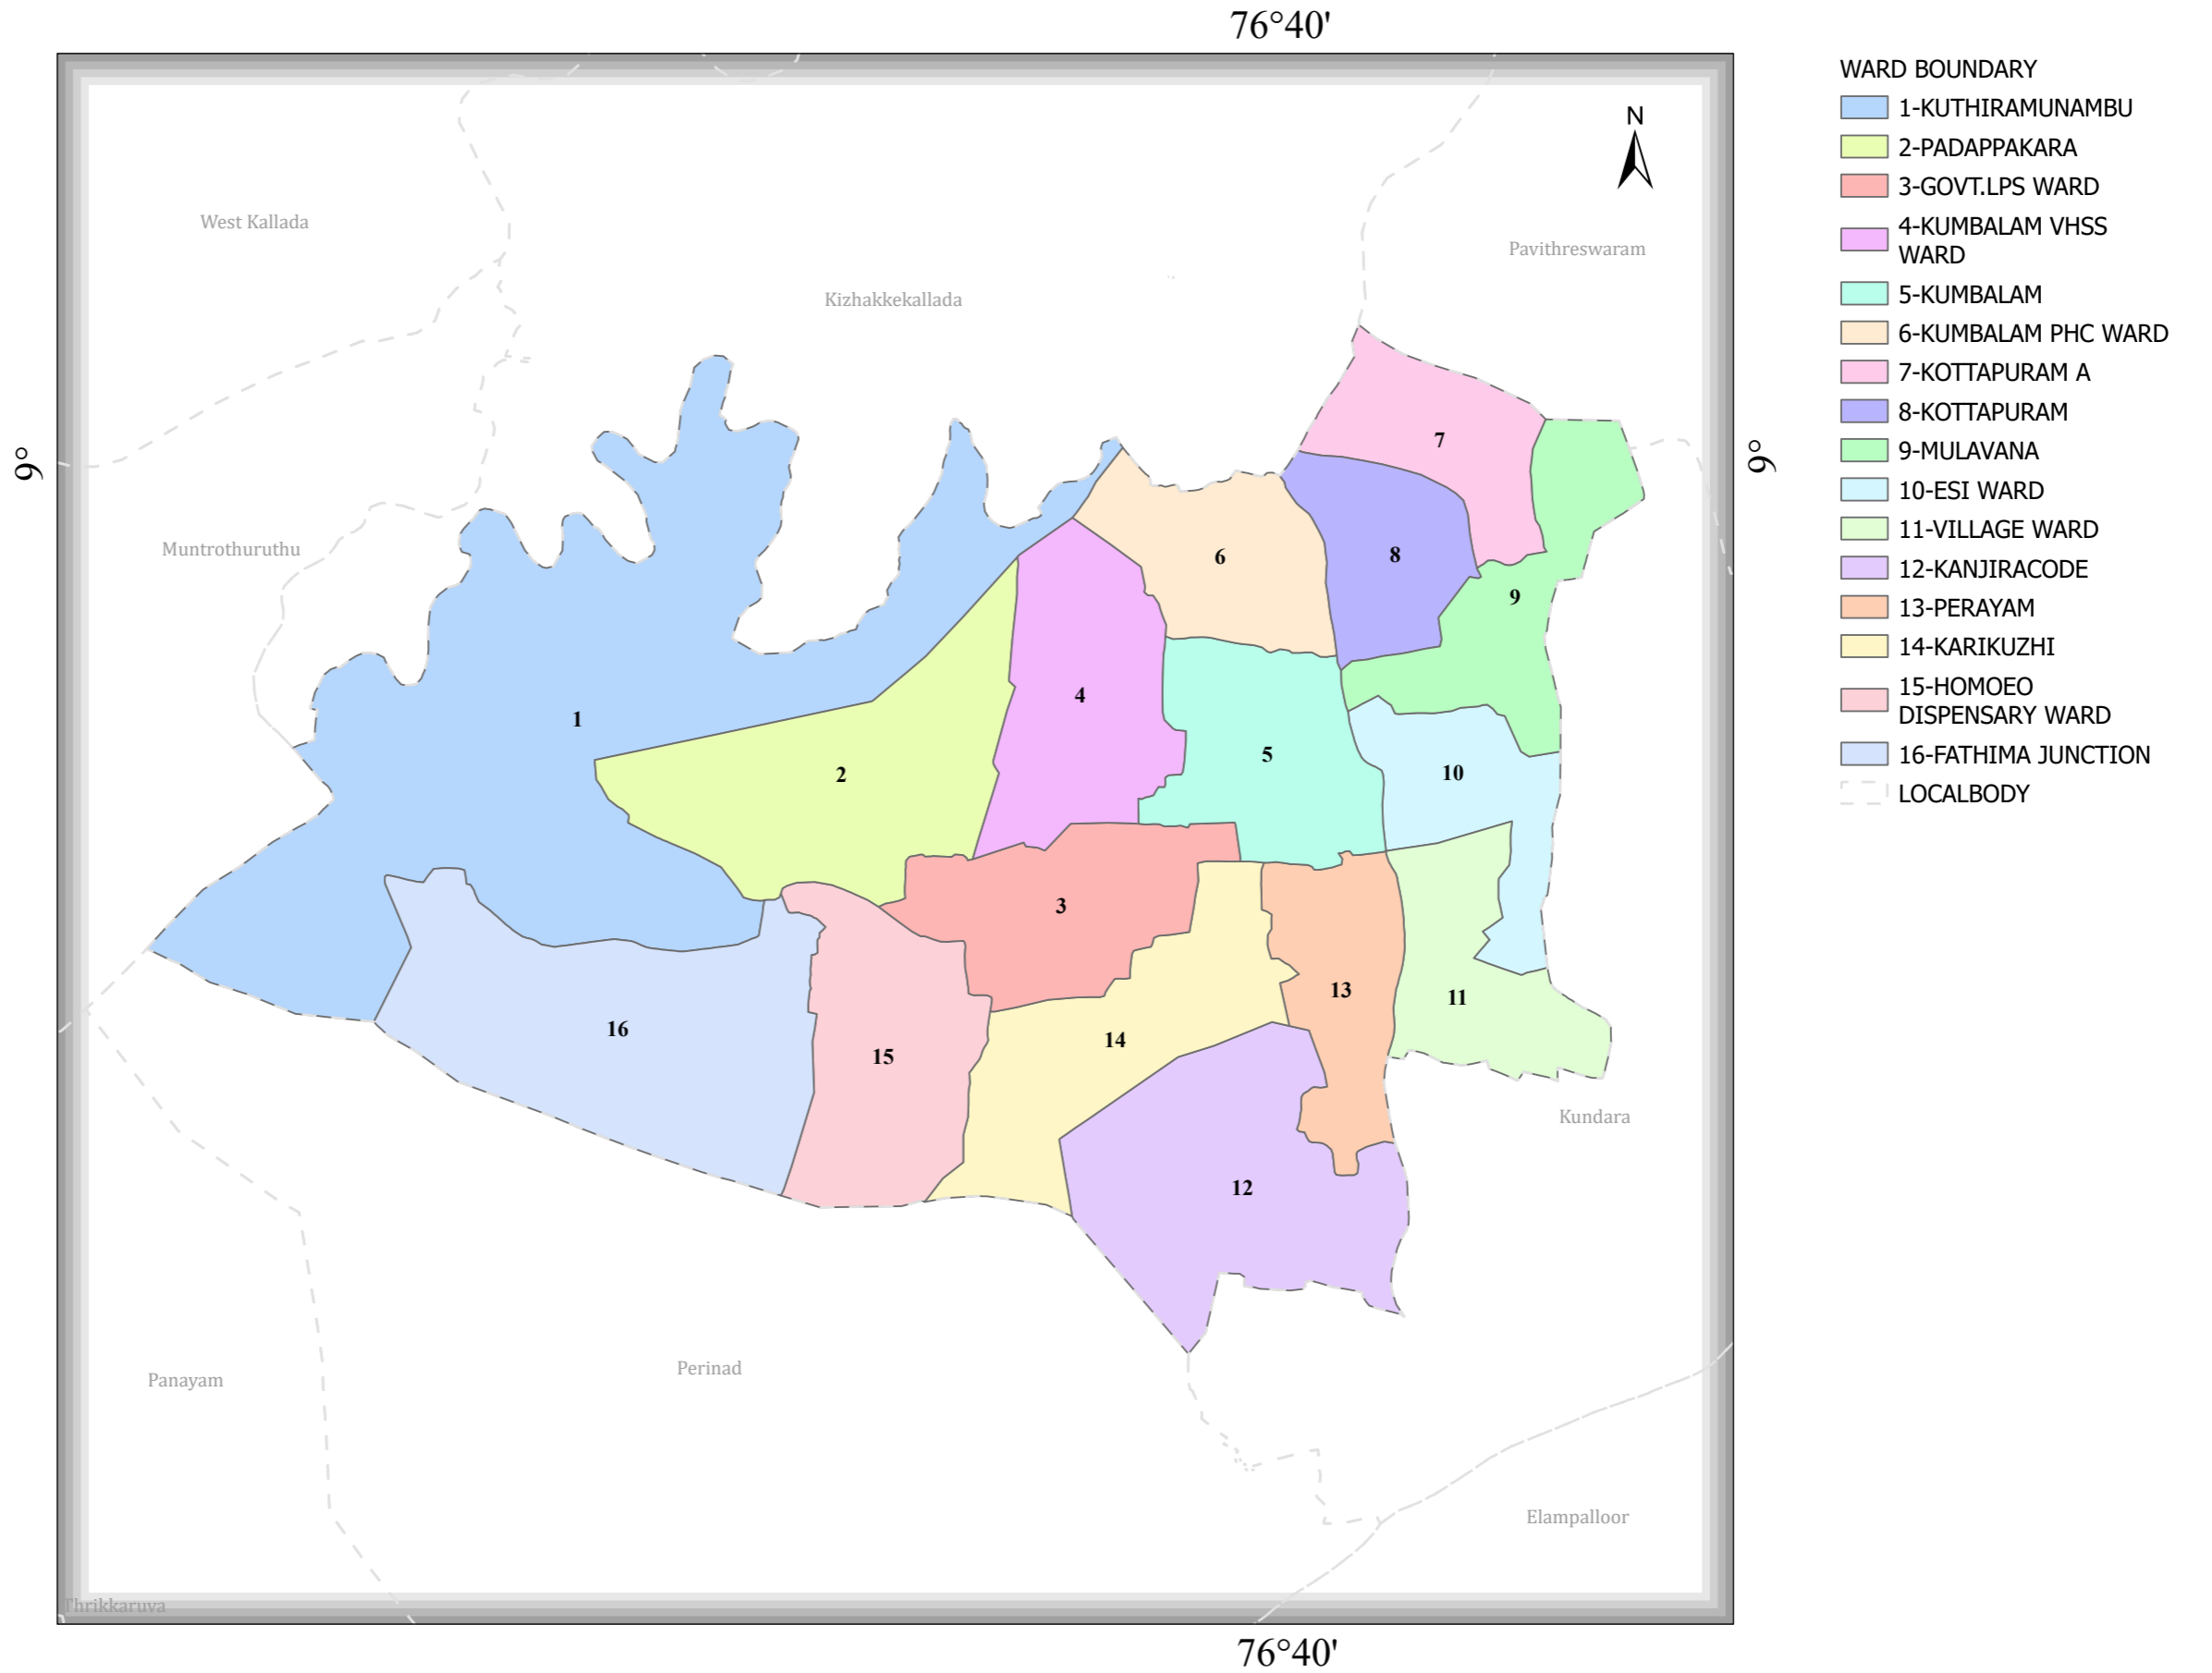 76°40'
WARD BOUNDARY
1-KUTHIRAMUNAMBU
2-PADAPPAKARA
3-GOVT.LPS WARD
4-KUMBALAM VHSS
WARD
5-KUMBALAM
6-KUMBALAM PHC WARD
7-KOTTAPURAM A
8-KOTTAPURAM
9-MULAVANA
10-ESI WARD
11-VILLAGE WARD
12-KANJIRACODE
13-PERAYAM
14-KARIKUZHI
15-HOMOEO
DISPENSARY WARD
16-FATHIMA JUNCTION
LOCALBODY
N
West Kallada
Pavithreswaram
Kizhakkekallada
7
9°
9°
Muntrothuruthu
6
8
9
4
1
5
2
10
3
13
11
16
14
15
Kundara
12
Perinad
Panayam
Elampalloor
Thrikkaruva
76°40'